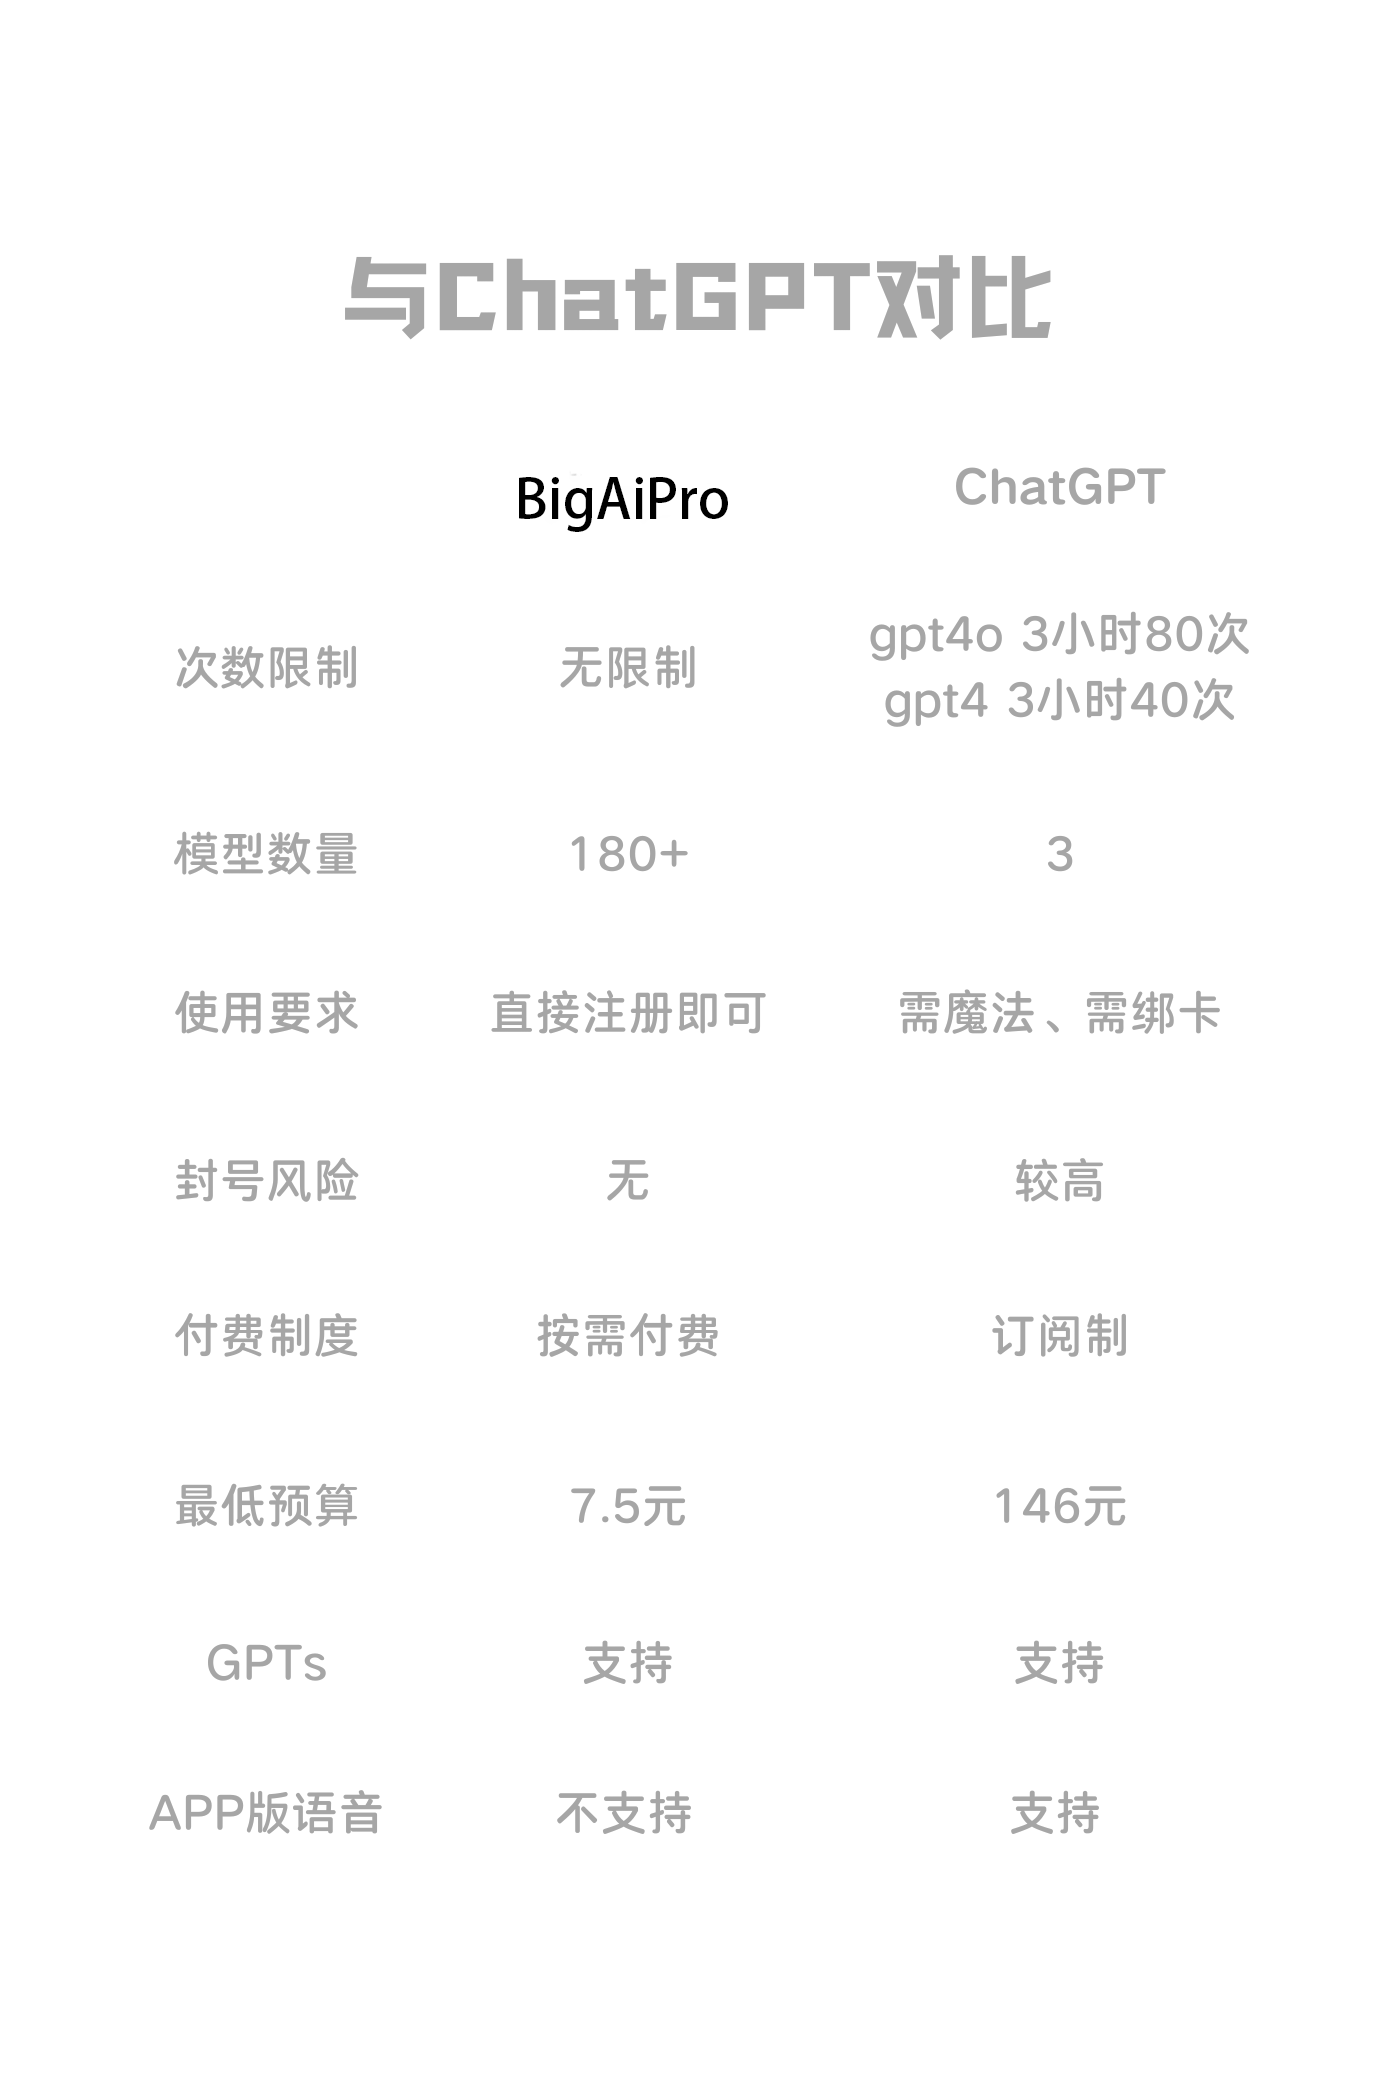 与ChatGPT对比
BigAiPro ChatGPT
次数限制 无限制 gpt4o 3小时80次
gpt4 3小时40次
模型数量 180+ 3
使用要求 直接注册即可 需魔法、需绑卡
封号风险 无 较高
付费制度 按需付费 订阅制
最低预算 7.5元 146元
GPTs 支持 支持
APP版语音 不支持 支持